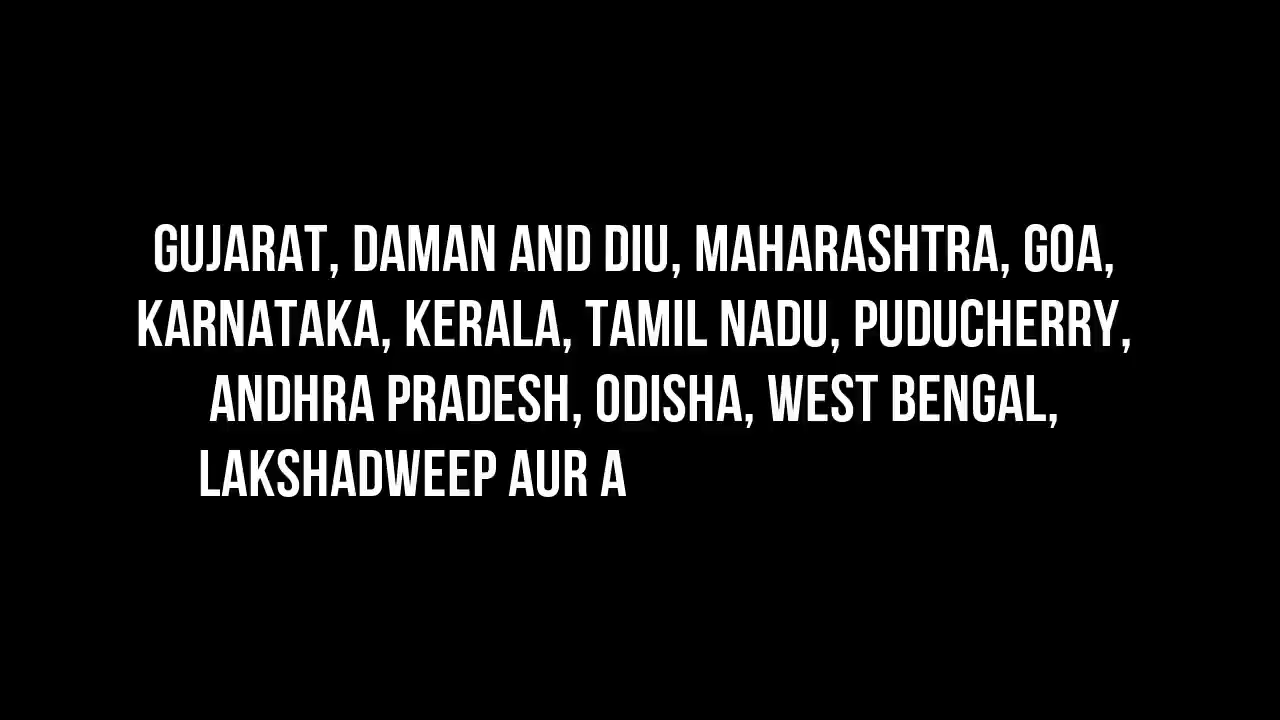 GUJARAT, DAMAN AND DIU, MAHARASHTRA, GOA,
KARNATAKA, KERALA, TAMIL NADU, PUDUCHERRY,
ANDHRA PRADESH, ODISHA, WEST BENGAL,
LAKSHADWEEP AUR A